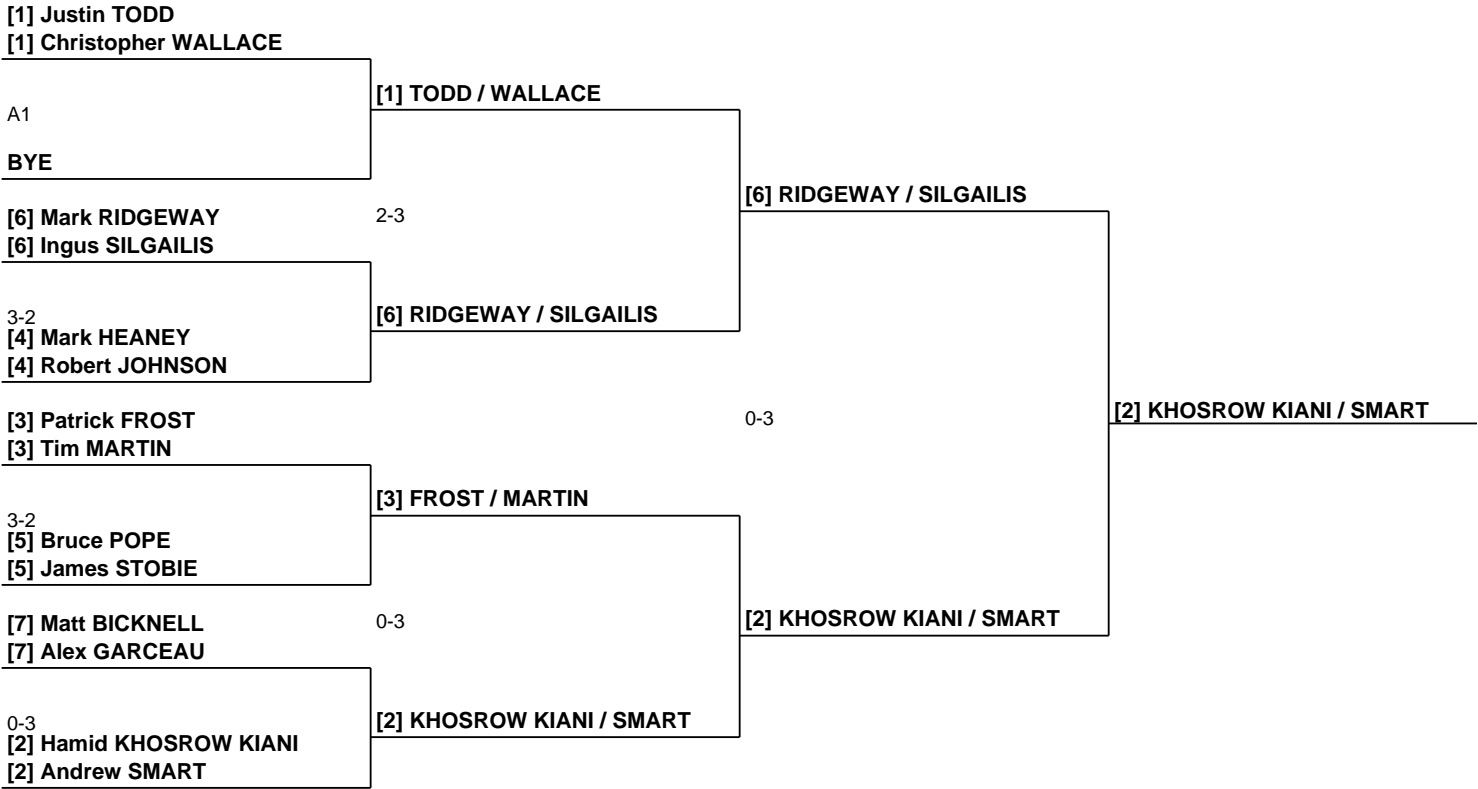 [1] Justin TODD
[1] Christopher WALLACE
[1] TODD / WALLACE
A1
BYE
[6] RIDGEWAY / SILGAILIS
[6] Mark RIDGEWAY
2-3
[6] Ingus SILGAILIS
[6] RIDGEWAY / SILGAILIS
3-2
[4] Mark HEANEY
[4] Robert JOHNSON
[2] KHOSROW KIANI / SMART
[3] Patrick FROST
0-3
[3] Tim MARTIN
[3] FROST / MARTIN
3-2
[5] Bruce POPE
[5] James STOBIE
[7] Matt BICKNELL
0-3
[2] KHOSROW KIANI / SMART
[7] Alex GARCEAU
[2] KHOSROW KIANI / SMART
0-3
[2] Hamid KHOSROW KIANI
[2] Andrew SMART